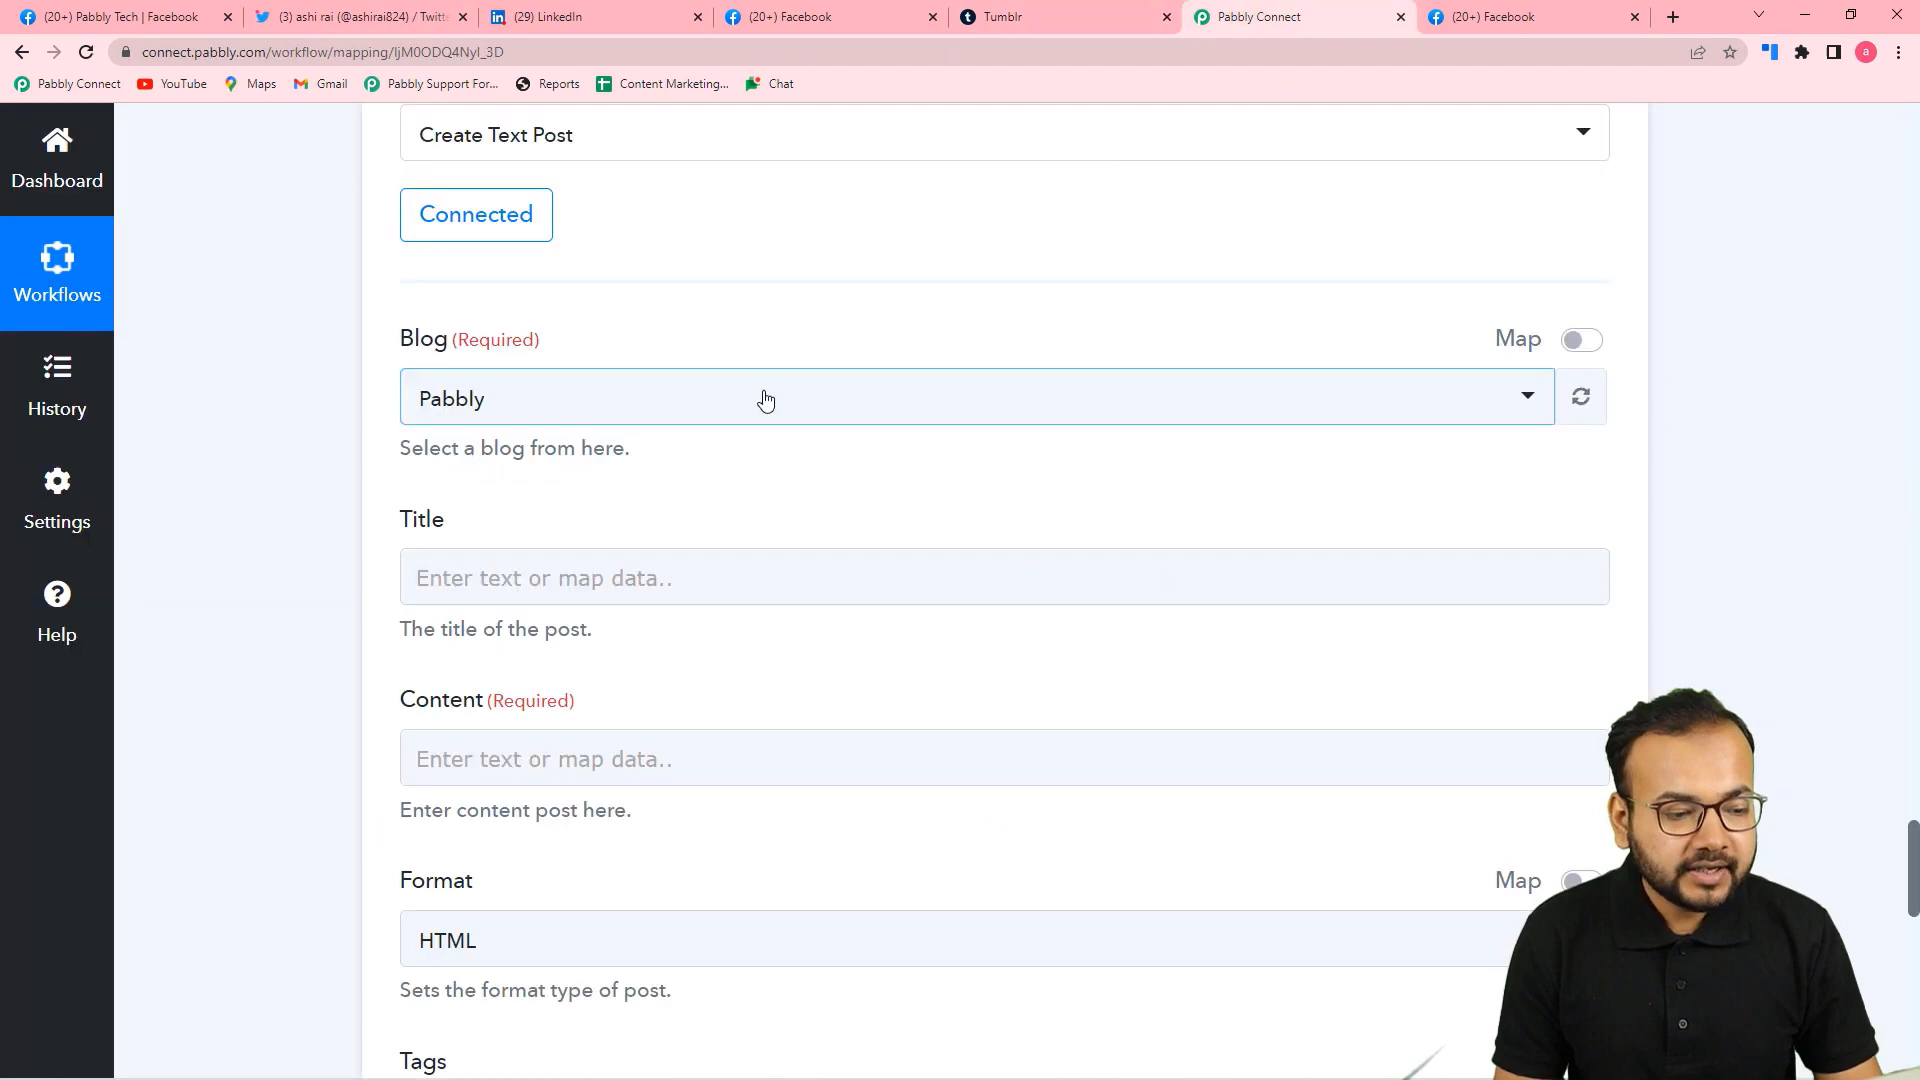 (20+) Pabbly Tech | Facebook
(3) ashi rai (@ashirai824) / Twitt
(29) LinkedIn
(20+) Facebook
Tumblr
Pabbly Connect
(20+) Facebook
connect.pabbly.com/workflow/mapping/IjM0ODQ4NyI_3D
a
Pabbly Connect
YouTube
Maps
Gmail
Pabbly Support For...
Reports
Content Marketing...
Chat
Dashboard
Workflows
History
Settings
Help
Create Text Post
Connected
Blog (Required)
Map
Pabbly
Select a blog from here.
Title
Enter text or map data..
The title of the post.
Content (Required)
Enter text or map data..
Enter content post here.
Format
Map
HTML
Sets the format type of post.
Tags